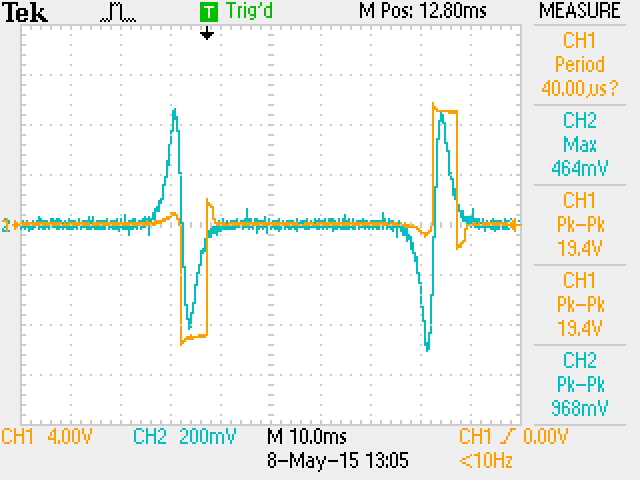 Tek
T Trig'd
M Pos: 12.80ms
MEASURE
CH1
Period
40.00µs?
CH2
Max
464mV
CH1
Pk-Pk
19.4V
CH1
Pk-Pk
19.4V
CH2
Pk-Pk
968mV
CH1 4.00V
CH2 200mV
M 10.0ms
CH1 0.00V
8-May-15 13:05
<10Hz